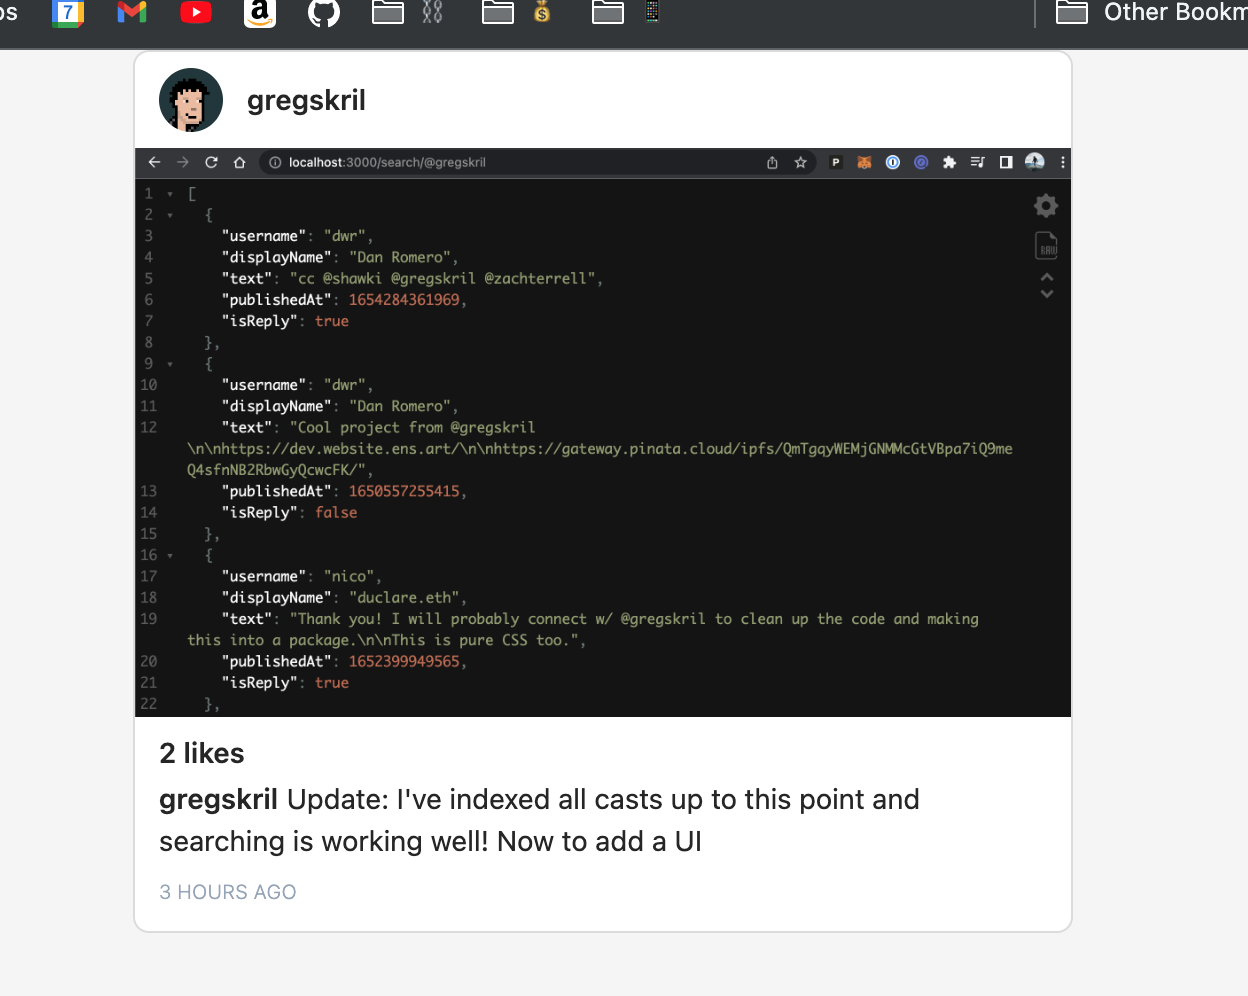 7
a
Other Bookm
gregskril
localhost:3000/search/@gregskril
P
1 [
2 {
3 "username": "dwr",
4 "displayName": "Dan Romero",
5 "text": "cc @shawki @gregskril @zachterrell",
6 "publishedAt": 1654284361969,
7 "isReply": true
8 },
9 {
10 "username": "dwr",
11 "displayName": "Dan Romero",
12 "text": "Cool project from @gregskril
\n\nhttps://dev.website.ens.art/\n\nhttps://gateway.pinata.cloud/ipfs/QmTgqyWEMjGNMMcGtVBpa7iQ9me
Q4sfnNB2RbwGyQcwcFK/",
13 "publishedAt": 1650557255415,
14 "isReply": false
15 },
16 {
17 "username": "nico",
18 "displayName": "duclare.eth",
19 "text": "Thank you! I will probably connect w/ @gregskril to clean up the code and making
this into a package.\n\nThis is pure CSS too.",
20 "publishedAt": 1652399949565,
21 "isReply": true
22 },
RAW
2 likes
gregskril Update: I've indexed all casts up to this point and
searching is working well! Now to add a UI
3 HOURS AGO